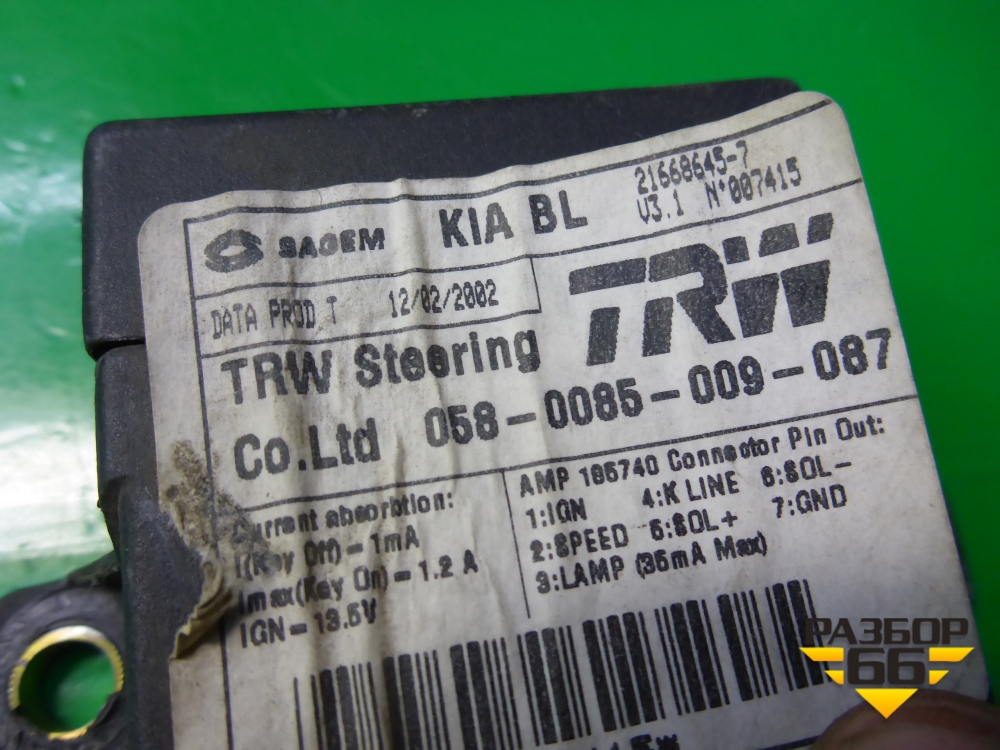 SAGEM KIA BL 21668645-7
V3.1 N°007415
DATA PROD.T 12/02/2002
TRW
TRW Steering
Co.Ltd 058-0085-009-087
Current absorbtion:
I(Key Off)-1mA
Imax(Key On)-1.2 A
IGN-13.5V
AMP 185740 Connector Pin Out:
1:IGN 4:K LINE 6:SOL-
2:SPEED 5:SOL+ 7:GND
3:LAMP (35mA Max)
РАЗБОР
66